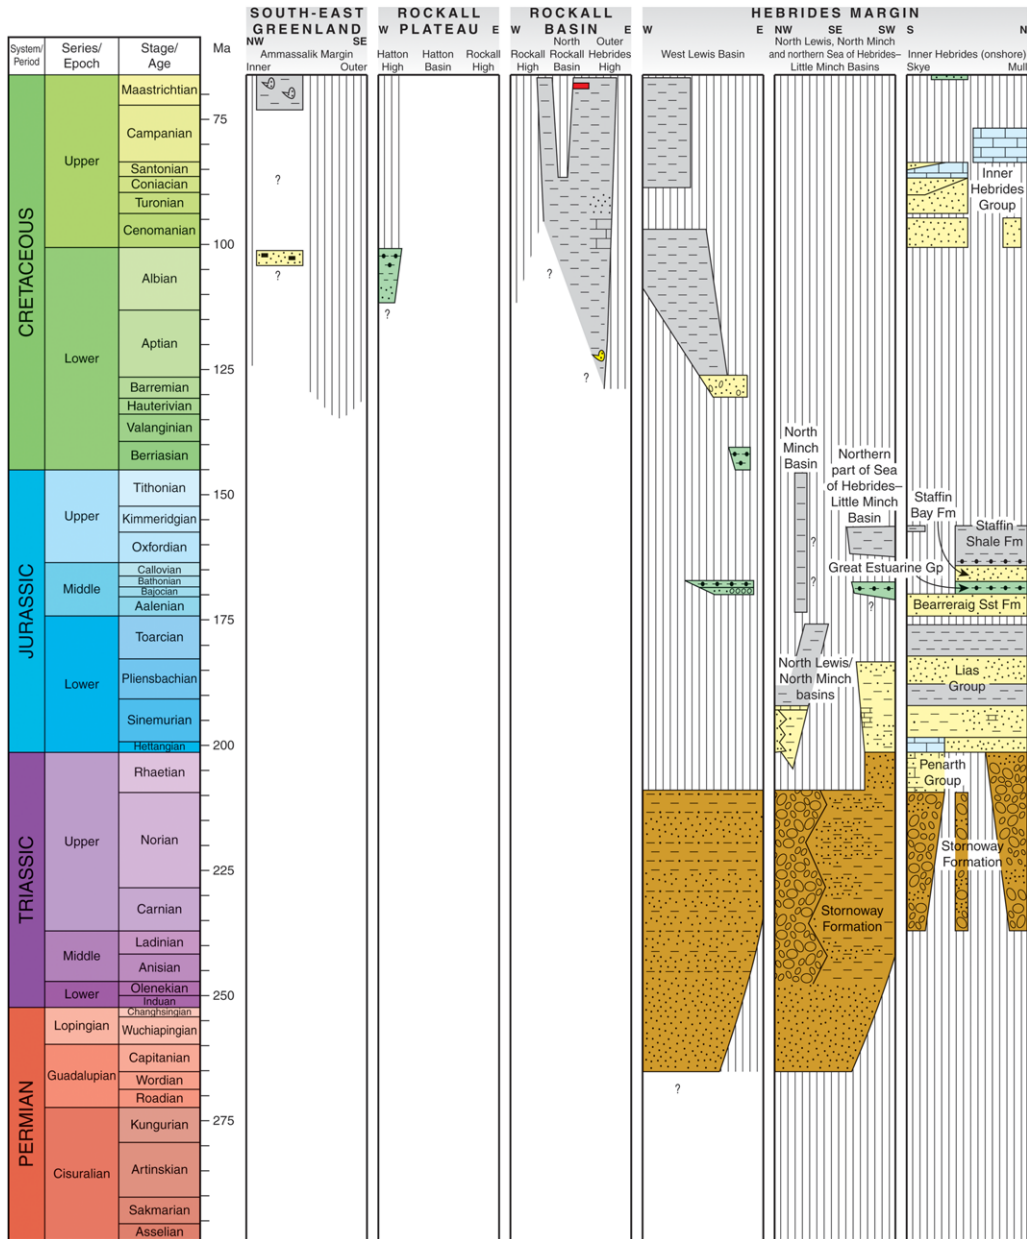 SOUTH-EAST GREENLAND
NW SE
Ammassalik Margin
Inner Outer
ROCKALL PLATEAU
W E
Hatton High
Hatton Basin
Rockall High
ROCKALL BASIN
W E
Rockall High
North Rockall Basin
Outer Hebrides High
HEBRIDES MARGIN
W E
West Lewis Basin
NW SE SW
North Lewis, North Minch
and northern Sea of Hebrides–
Little Minch Basins
S N
Inner Hebrides (onshore)
Skye Mull
System/
Period
Series/
Epoch
Stage/
Age
Ma
CRETACEOUS
Upper
Maastrichtian
Campanian
Santonian
Coniacian
Turonian
Cenomanian
Lower
Albian
Aptian
Barremian
Hauterivian
Valanginian
Berriasian
JURASSIC
Upper
Tithonian
Kimmeridgian
Oxfordian
Middle
Callovian
Bathonian
Bajocian
Aalenian
Lower
Toarcian
Pliensbachian
Sinemurian
Hettangian
TRIASSIC
Upper
Rhaetian
Norian
Carnian
Middle
Ladinian
Anisian
Lower
Olenekian
Induan
PERMIAN
Lopingian
Changhsingian
Wuchiapingian
Guadalupian
Capitanian
Wordian
Roadian
Cisuralian
Kungurian
Artinskian
Sakmarian
Asselian
75
100
125
150
175
200
225
250
275
?
?
?
?
?
?
North
Minch
Basin
?
?
Northern
part of Sea
of Hebrides–
Little Minch
Basin
Great Estuarine Gp
?
North Lewis/
North Minch
basins
Stornoway
Formation
Inner
Hebrides
Group
Staffin
Bay Fm
Staffin
Shale Fm
Bearreraig Sst Fm
Lias
Group
Penarth
Group
Stornoway
Formation